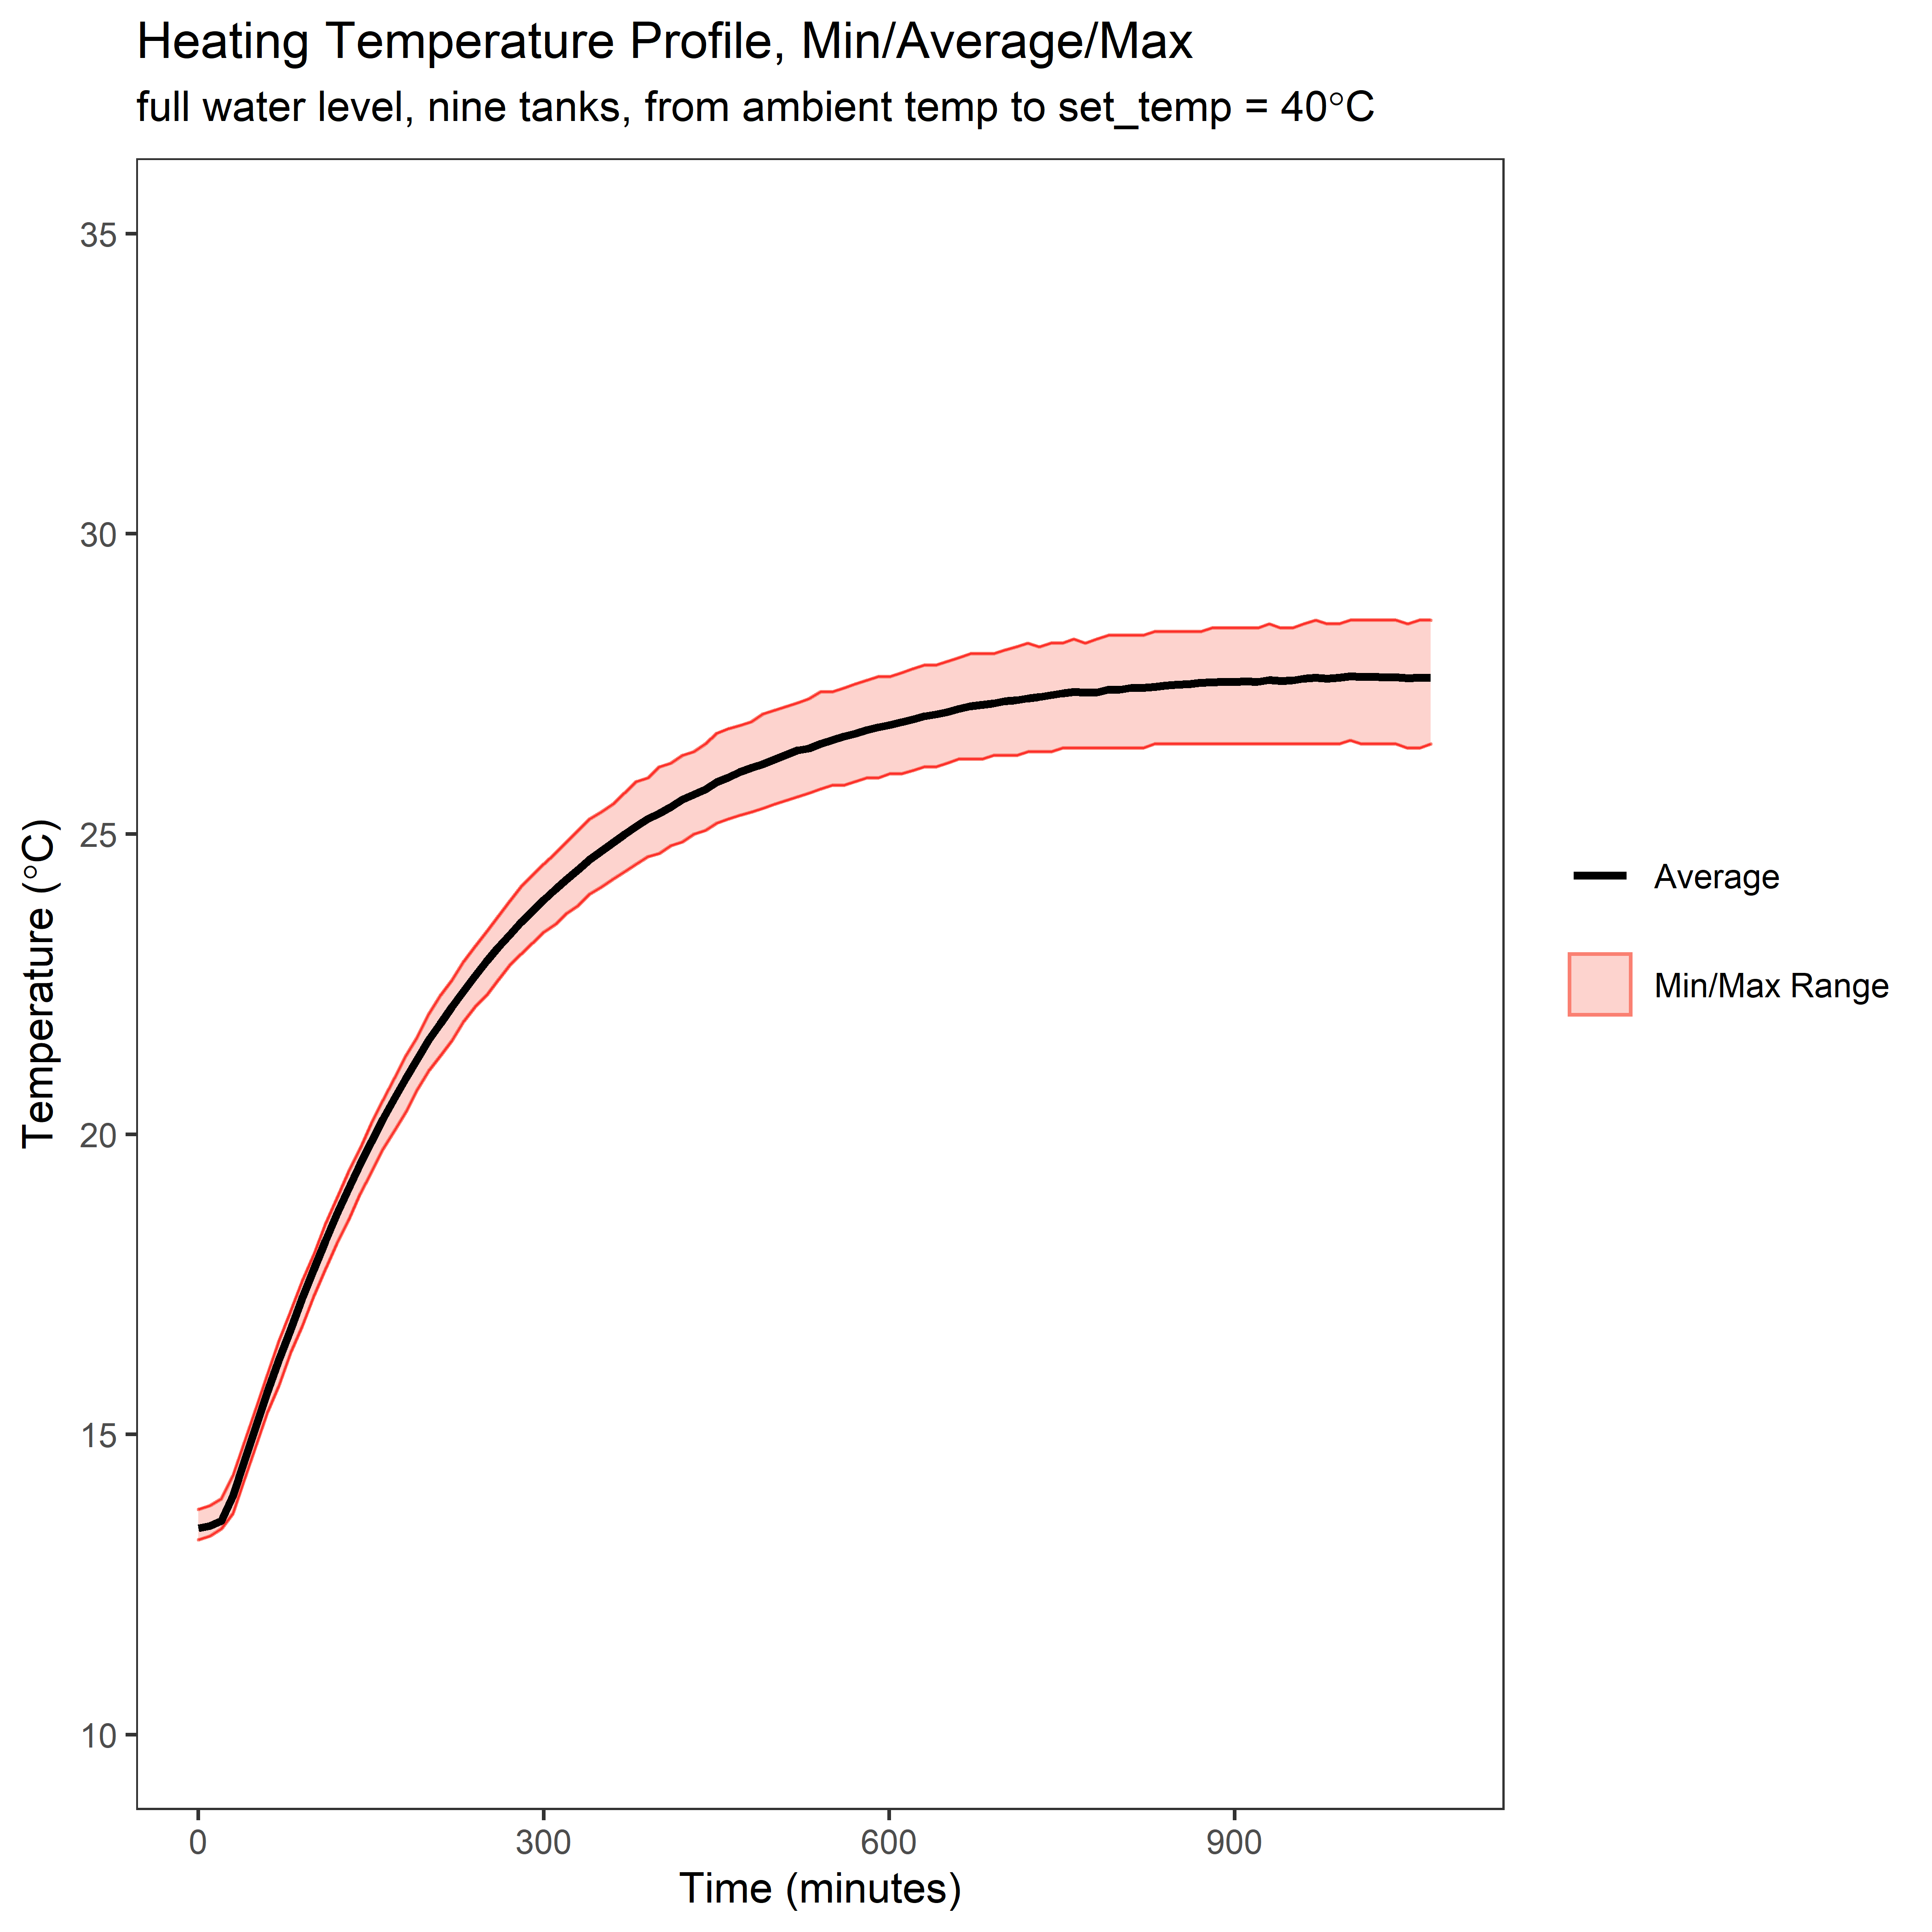 Heating Temperature Profile, Min/Average/Max
full water level, nine tanks, from ambient temp to set_temp = 40°C
35
30
25
20
15
10
Temperature (°C)
0 300 600 900
Time (minutes)
Average
Min/Max Range